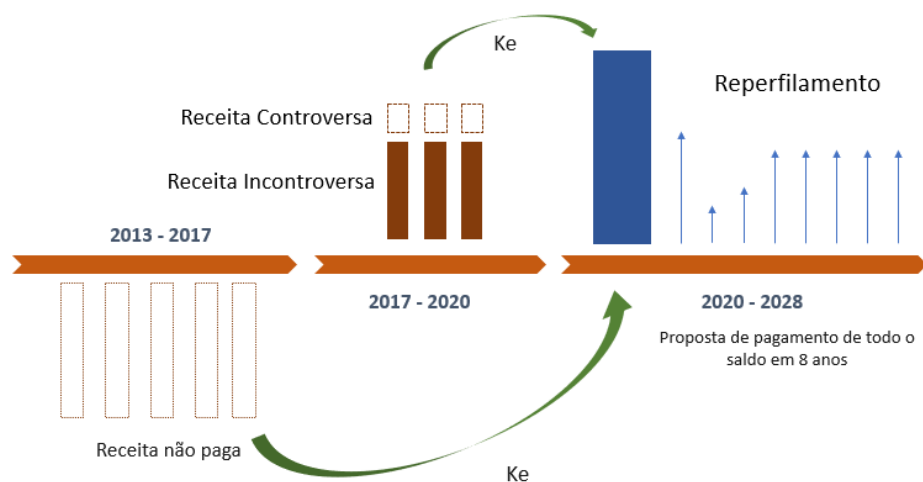 Ke
Reperfilamento
Receita Controversa
Receita Incontroversa
2013 - 2017
2017 - 2020
2020 - 2028
Proposta de pagamento de todo o
saldo em 8 anos
Receita não paga
Ke